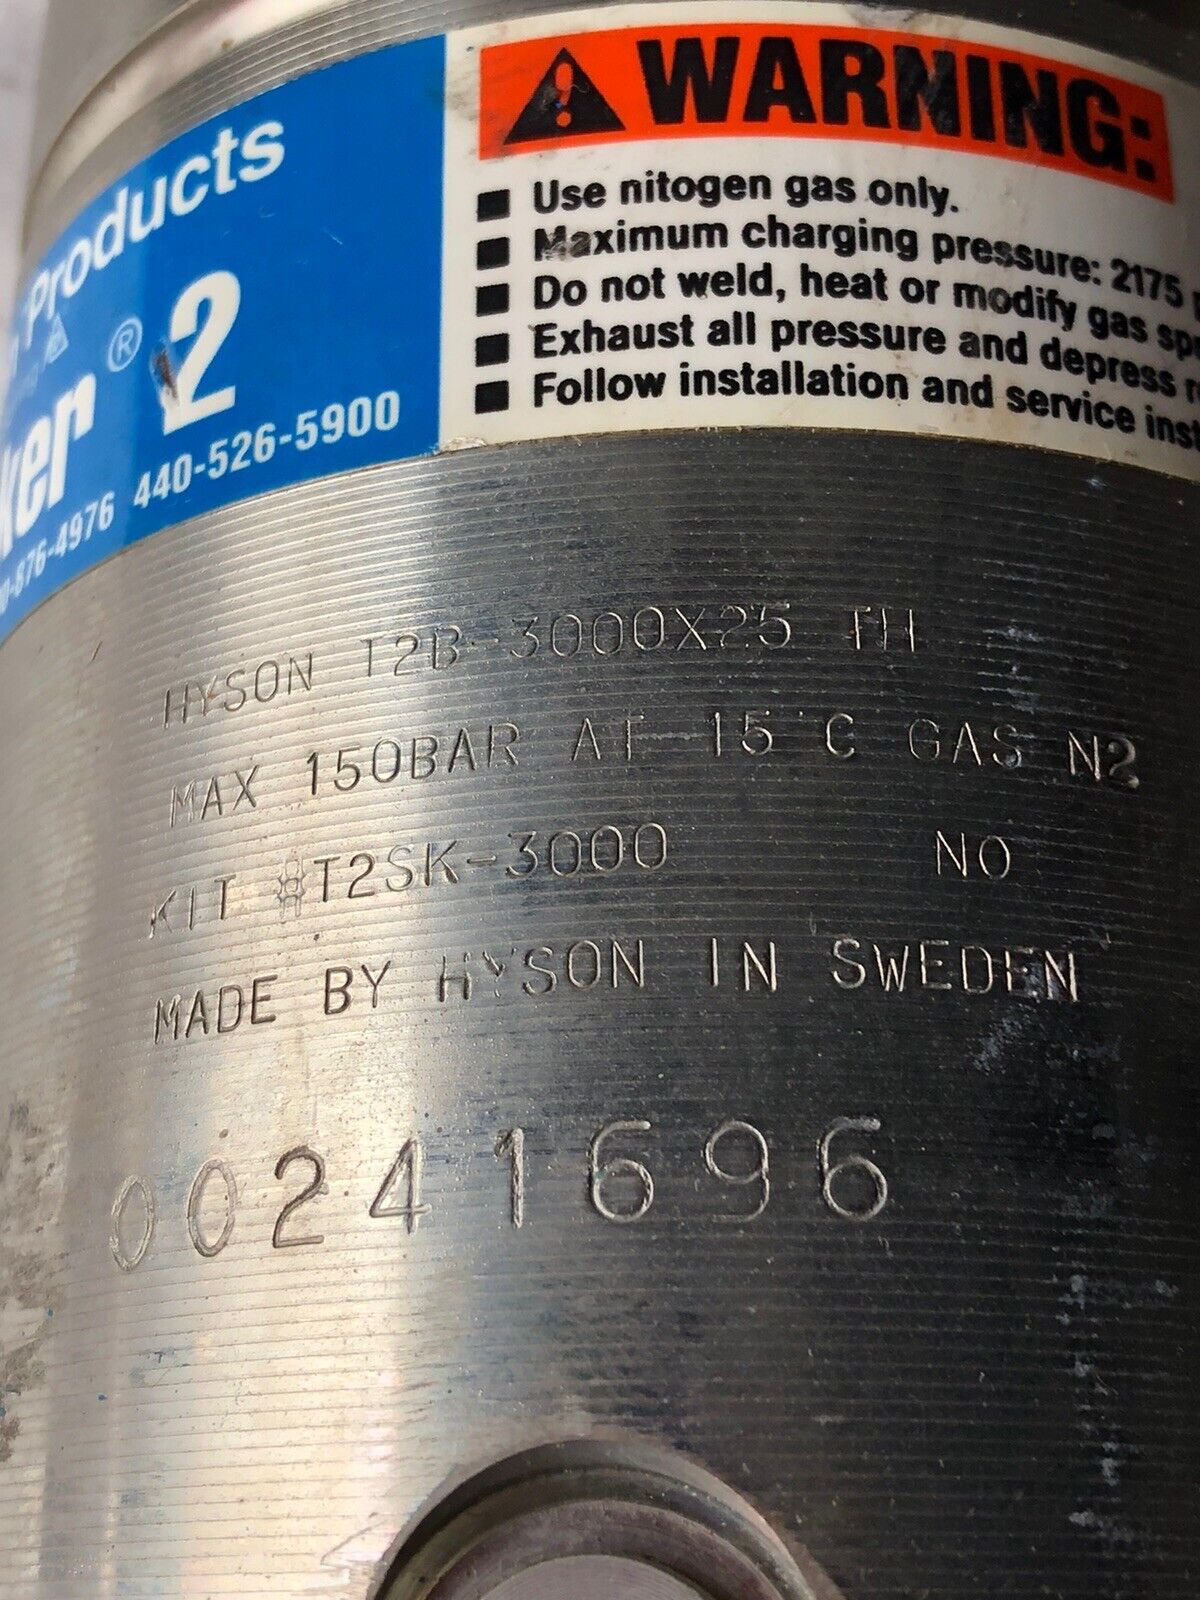 Products
® 2
876-4976 440-526-5900
WARNING:
Use nitogen gas only.
Maximum charging pressure: 2175
Do not weld, heat or modify gas
Exhaust all pressure and depress
Follow installation and service
HYSON T2B-3000X25 TH
MAX 150BAR AT 15°C GAS N2
KIT #T2SK-3000 NO
MADE BY HYSON IN SWEDEN
00241696